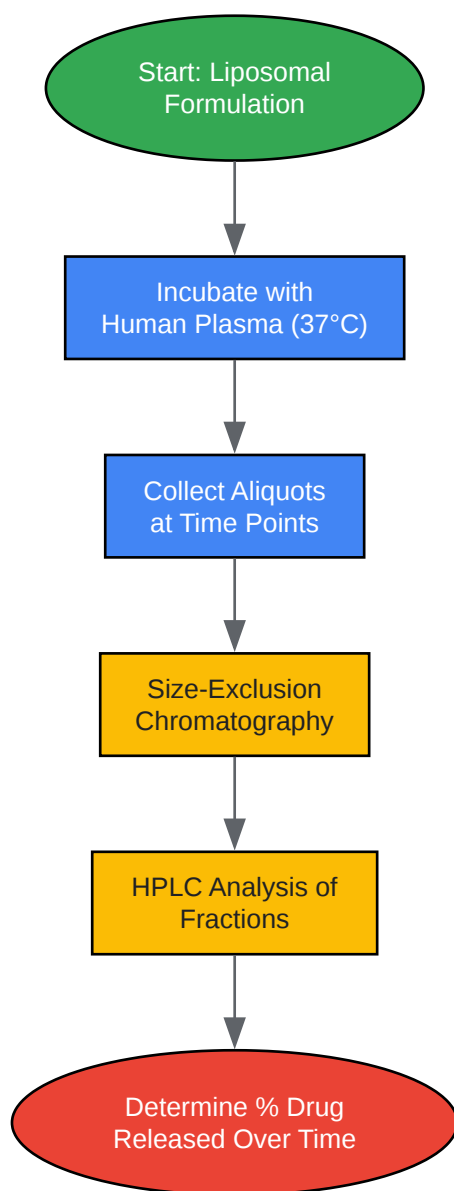 Start: Liposomal
Formulation
Incubate with
Human Plasma (37°C)
Collect Aliquots
at Time Points
Size-Exclusion
Chromatography
HPLC Analysis of
Fractions
Determine % Drug
Released Over Time